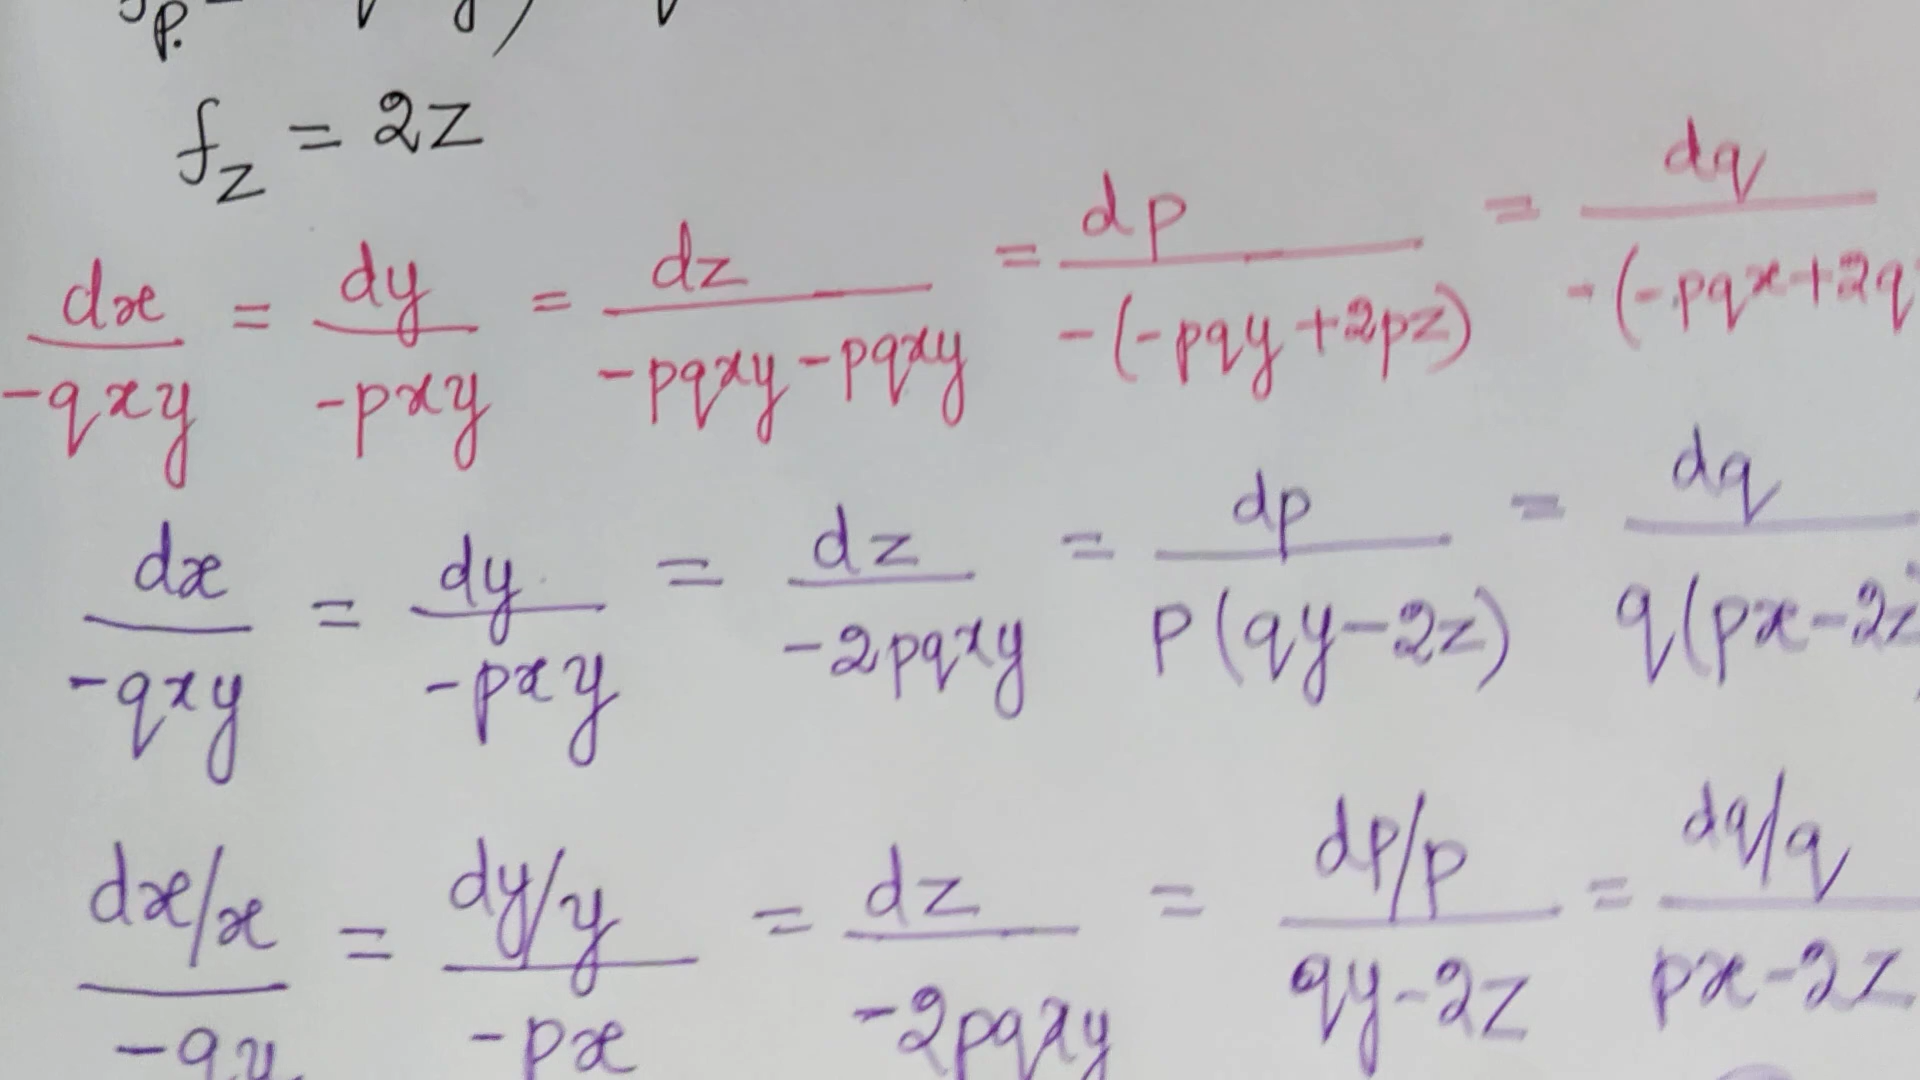 f_z = 2z
dx/-qxy = dy/-pxy = dz/-pqxy-pqxy = dp/-(-pqy+2pz) = dq/-(-pqx+2q
dx/-qxy = dy/-pxy = dz/-2pqxy = dp/p(qy-2z) = dq/q(px-2z
dx/x/-qy = dy/y/-px = dz/-2pqxy = dp/p/qy-2z = dq/q/px-2z